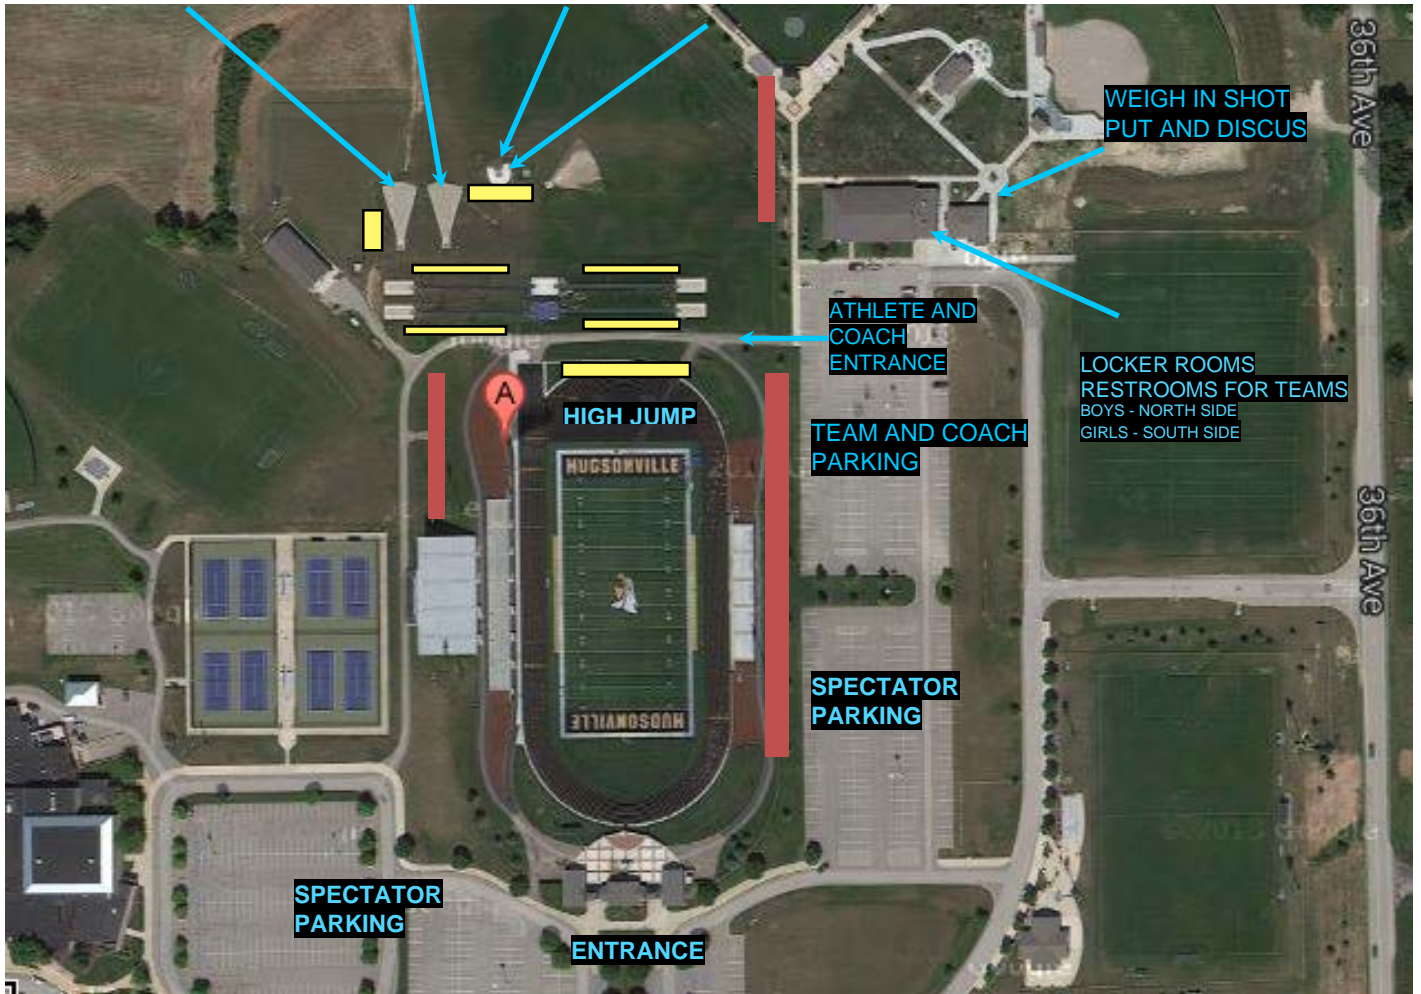 36th Ave
WEIGH IN SHOT
PUT AND DISCUS
ATHLETE AND
COACH
ENTRANCE
LOCKER ROOMS
RESTROOMS FOR TEAMS
BOYS - NORTH SIDE
GIRLS - SOUTH SIDE
A
HIGH JUMP
TEAM AND COACH
PARKING
HUGSONVILLE
36th Ave
SPECTATOR
PARKING
HUDSONVILLE
SPECTATOR
PARKING
ENTRANCE